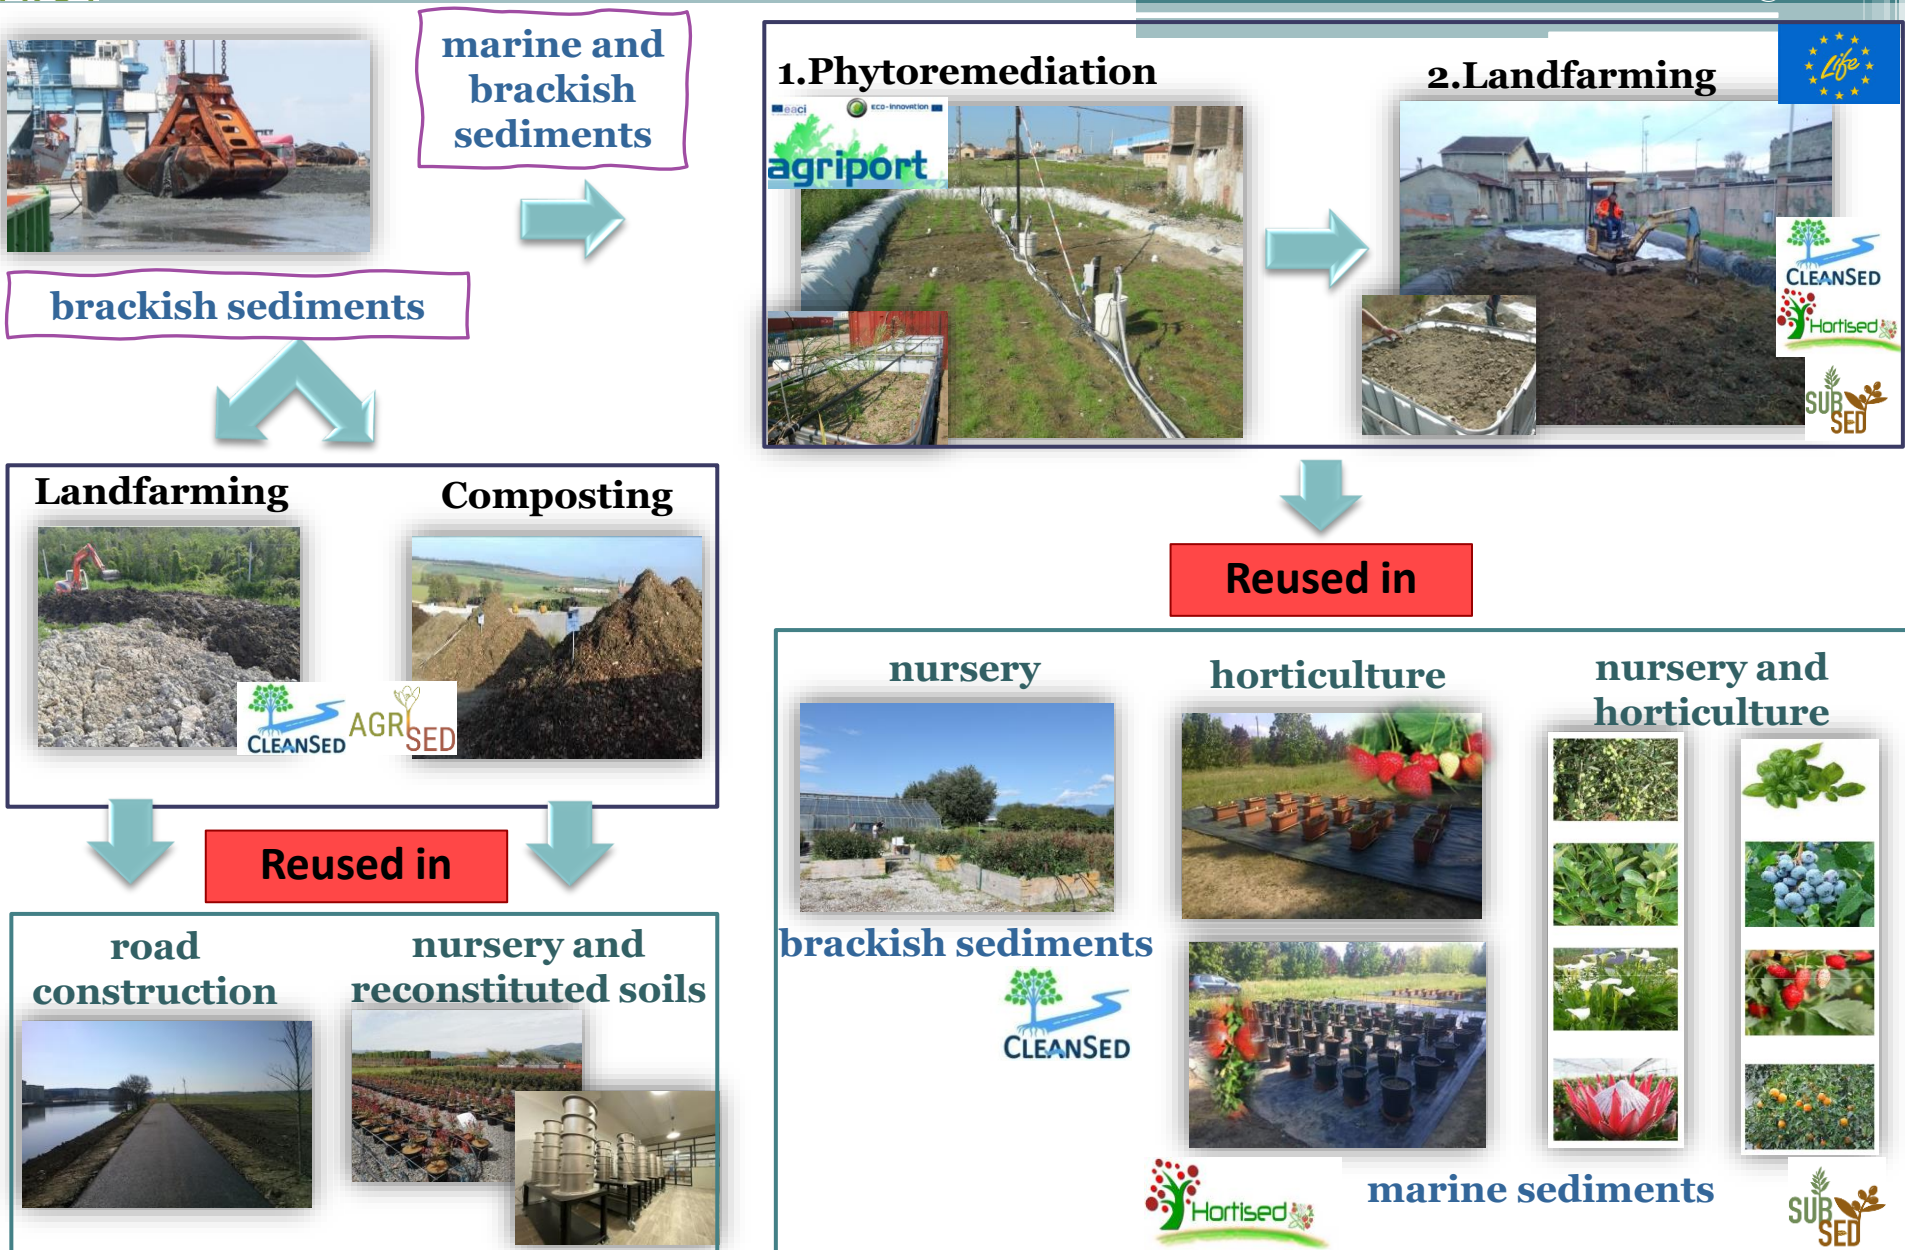 marine and
brackish
sediments
brackish sediments
1.Phytoremediation
2.Landfarming
eaci
ECO-INNOVATION
agriport
Life
CLEANSED
Hortised
SUB
SED
Landfarming
Composting
CLEANSED
AGRI
SED
Reused in
road
construction
nursery and
reconstituted soils
Reused in
nursery
horticulture
nursery and
horticulture
brackish sediments
CLEANSED
Hortised
marine sediments
SUB
SED